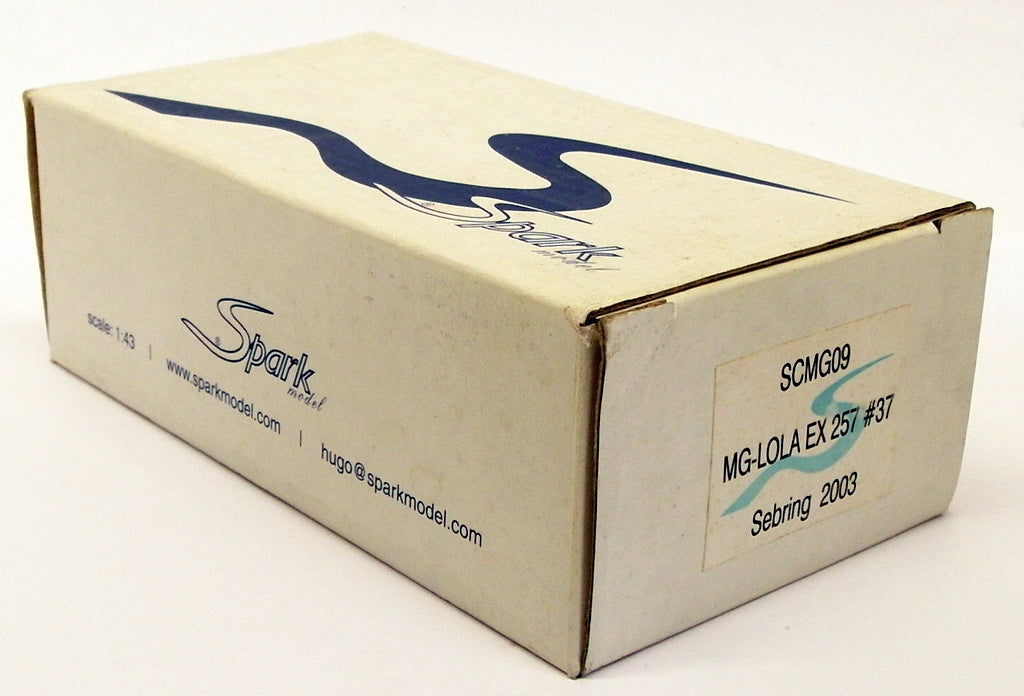 Spark
model
scale: 1:43 | www.sparkmodel.com | hugo@sparkmodel.com
® Spark
model
SCMG09
MG-LOLA EX 257 #37
Sebring 2003